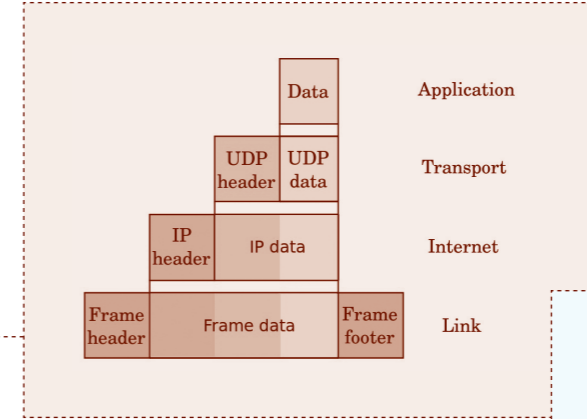 Data
Application
UDP
header
UDP
data
Transport
IP
header
IP data
Internet
Frame
header
Frame data
Frame
footer
Link